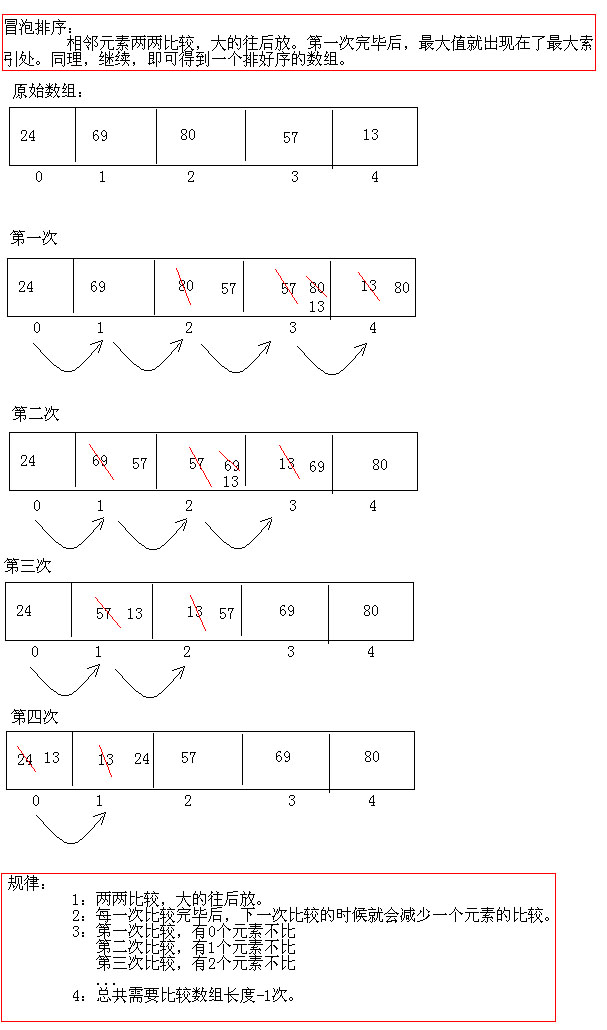 冒泡排序：
相邻元素两两比较，大的往后放。第一次完毕后，最大值就出现在了最大索
引处。同理，继续，即可得到一个排好序的数组。
原始数组：
24 69 80 57 13
0 1 2 3 4
第一次
24 69 80 57 57 80 13 80
13
0 1 2 3 4
第二次
24 69 57 57 69 13 69 80
13
0 1 2 3 4
第三次
24 57 13 13 57 69 80
0 1 2 3 4
第四次
24 13 13 24 57 69 80
0 1 2 3 4
规律：
1：两两比较，大的往后放。
2：每一次比较完毕后，下一次比较的时候就会减少一个元素的比较。
3：第一次比较，有0个元素不比
第二次比较，有1个元素不比
第三次比较，有2个元素不比
...
4：总共需要比较数组长度-1次。